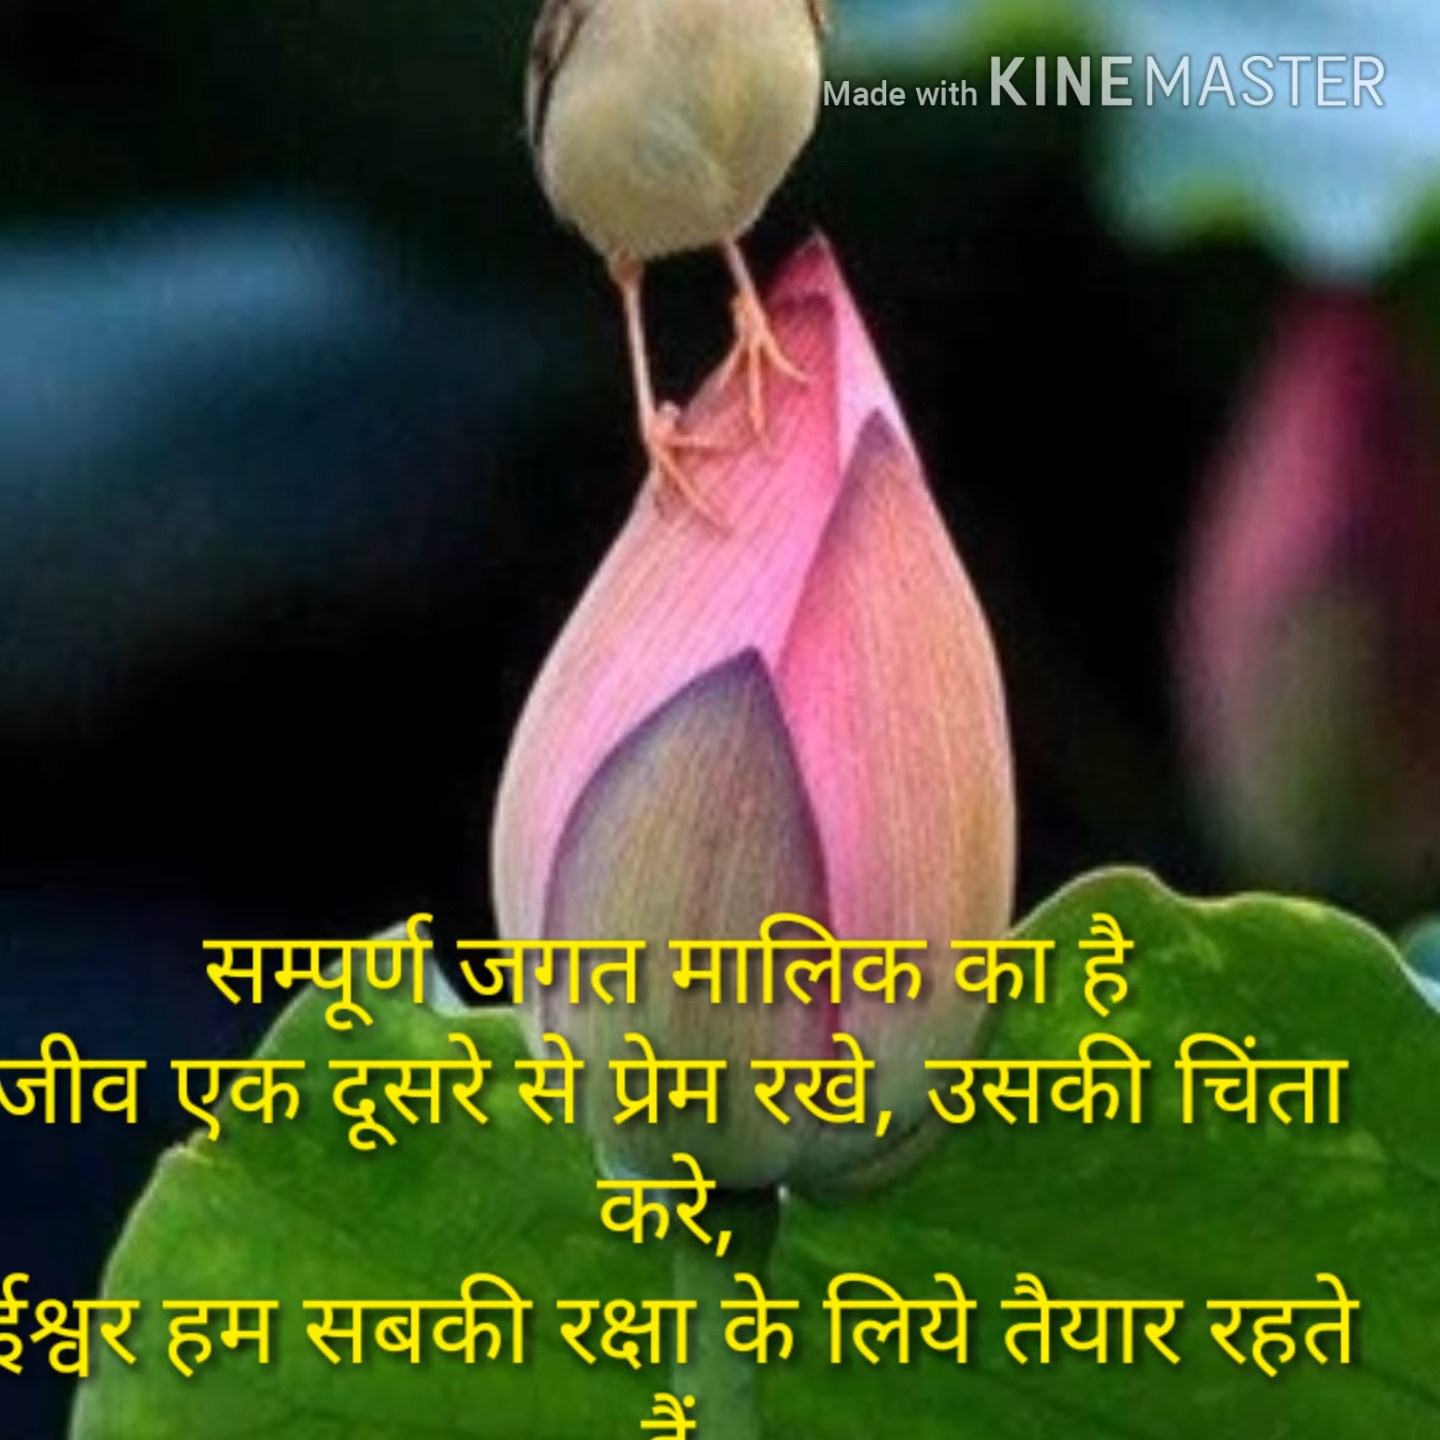 Made with KINEMASTER
सम्पूर्ण जगत मालिक का है
जीव एक दूसरे से प्रेम रखे, उसकी चिंता
करे,
ईश्वर हम सबकी रक्षा के लिये तैयार रहते
हैं